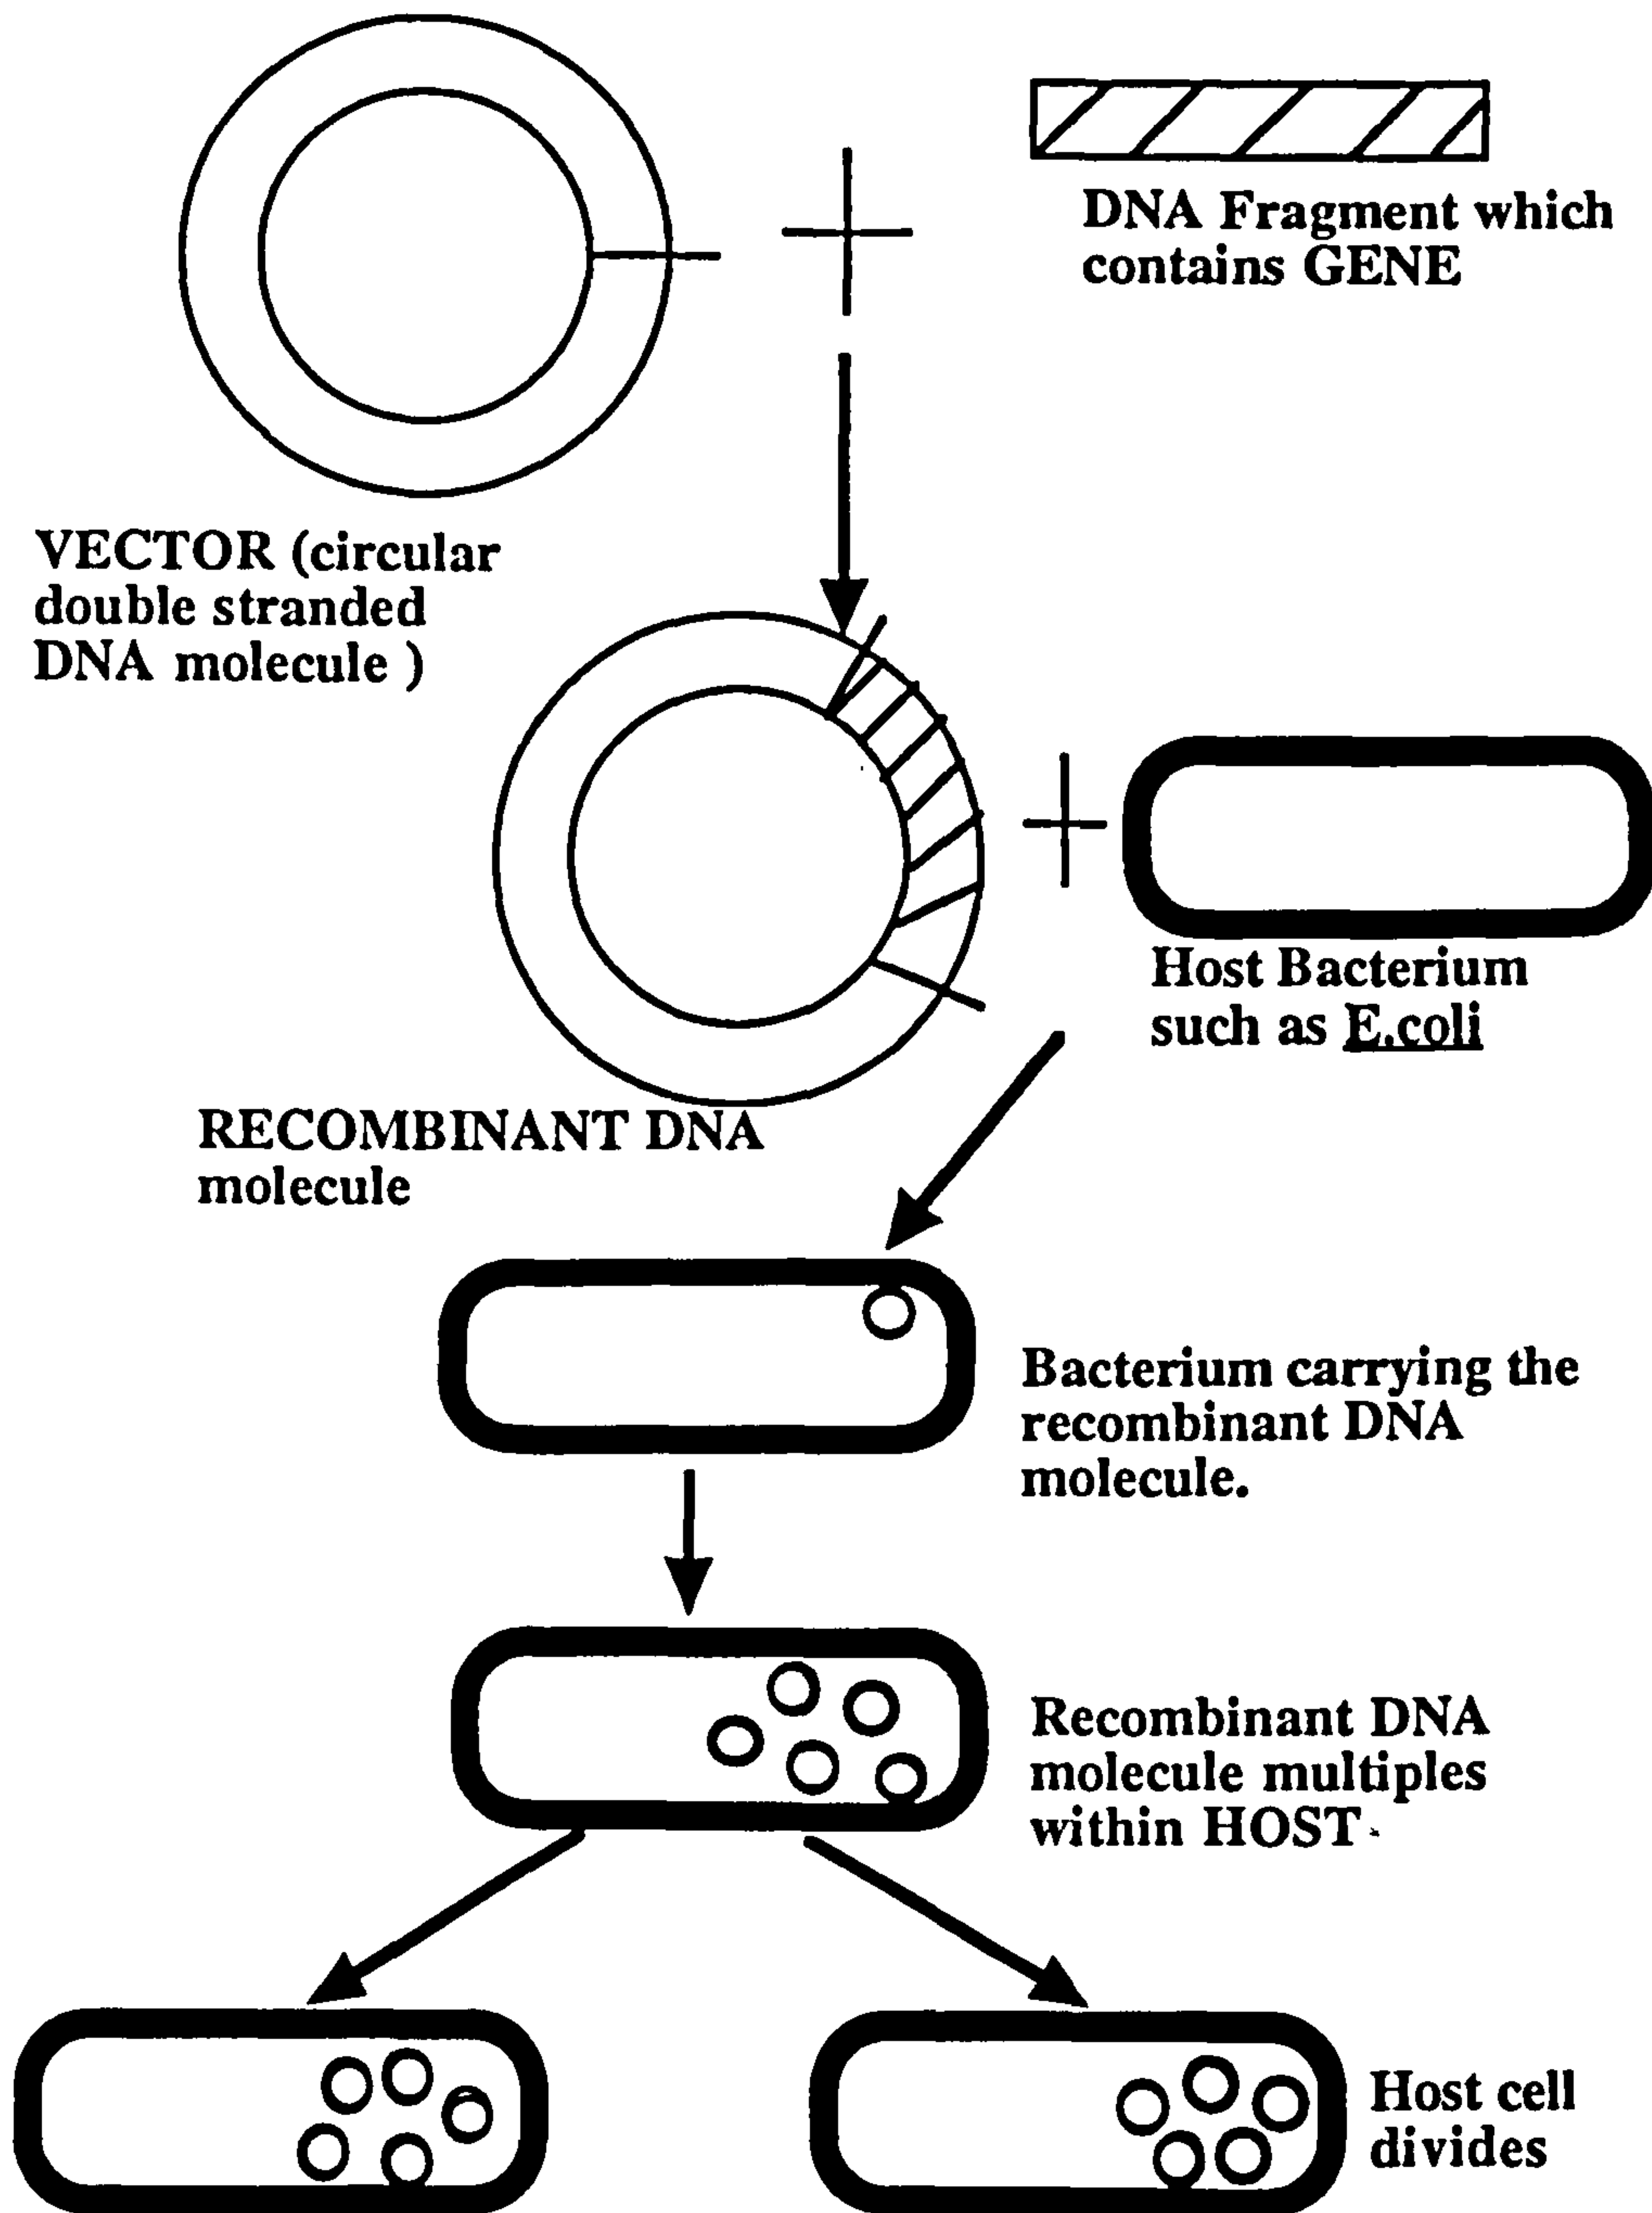 DNA Fragment which
contains GENE
VECTOR (circular
double stranded
DNA molecule )
Host Bacterium
such as E.coli
RECOMBINANT DNA
molecule
Bacterium carrying the
recombinant DNA
molecule.
Recombinant DNA
molecule multiples
within HOST
Host cell
divides